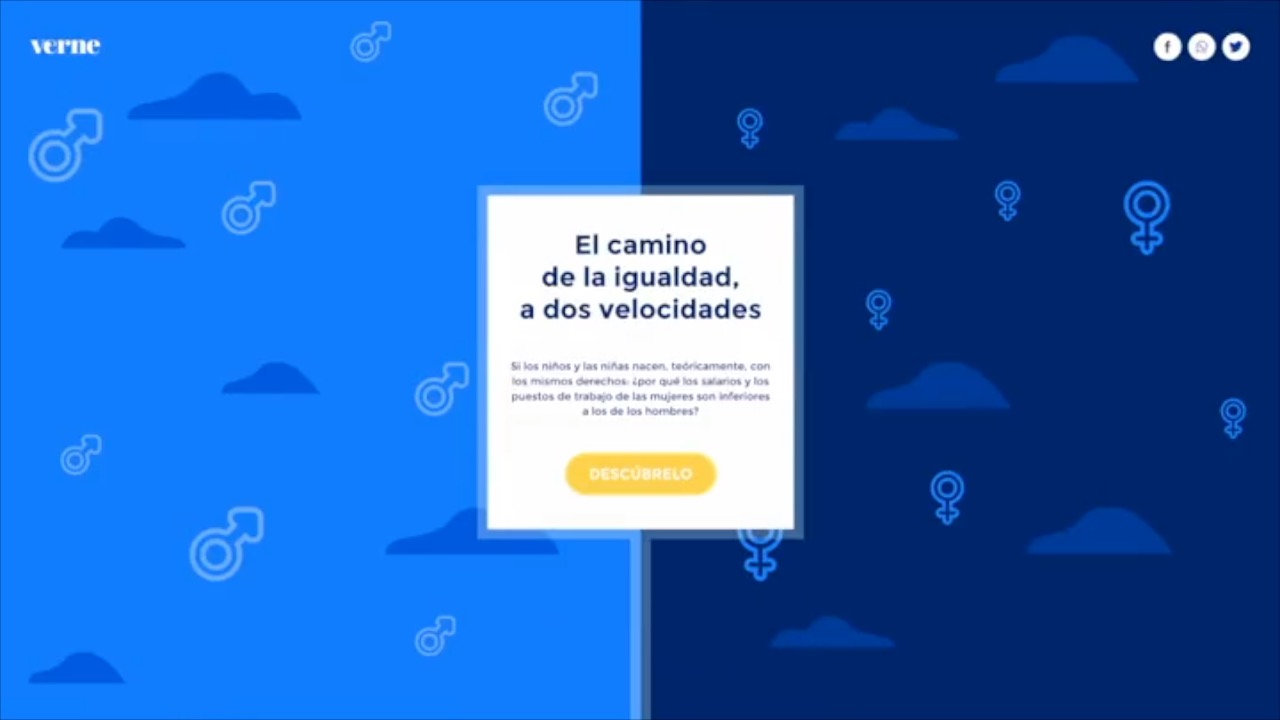 verne
El camino
de la igualdad,
a dos velocidades
Si los niños y las niñas nacen, teóricamente, con
los mismos derechos: ¿por qué los salarios y los
puestos de trabajo de las mujeres son inferiores
a los de los hombres?
DESCÚBRELO